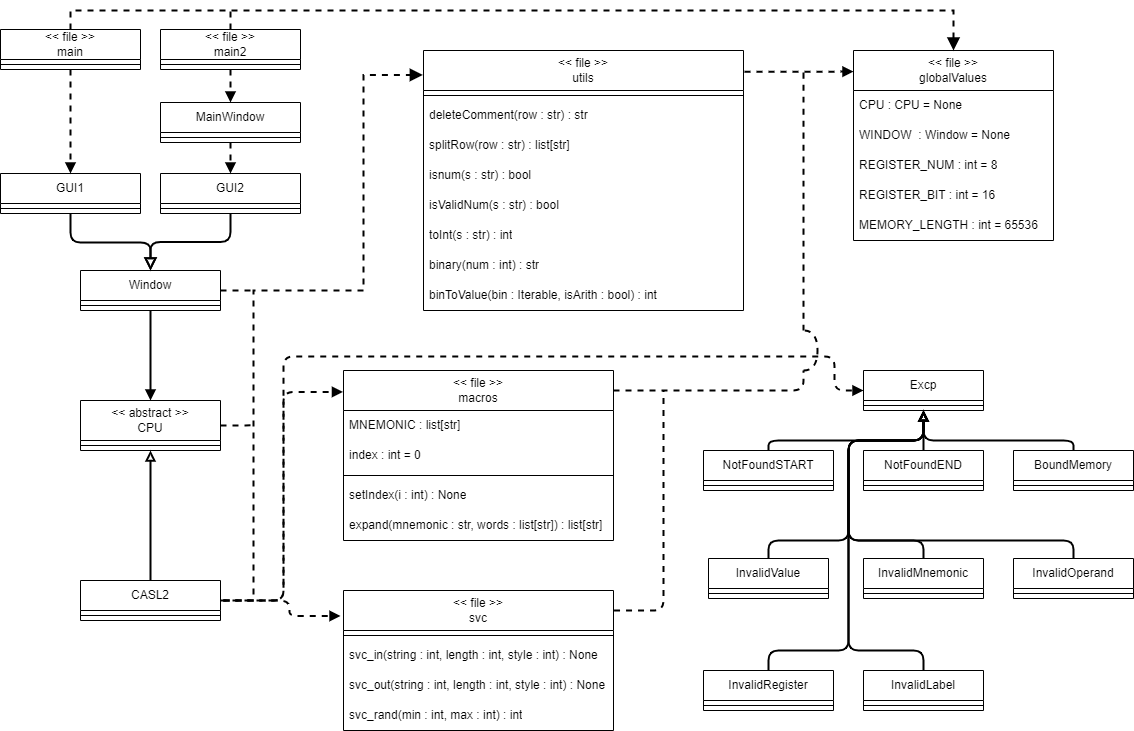 << file >>
main
<< file >>
main2
MainWindow
GUI1
GUI2
Window
<< abstract >>
CPU
CASL2
<< file >>
utils
deleteComment(row : str) : str
splitRow(row : str) : list[str]
isnum(s : str) : bool
isValidNum(s : str) : bool
toInt(s : str) : int
binary(num : int) : str
binToValue(bin : Iterable, isArith : bool) : int
<< file >>
globalValues
CPU : CPU = None
WINDOW  : Window = None
REGISTER_NUM : int = 8
REGISTER_BIT : int = 16
MEMORY_LENGTH : int = 65536
<< file >>
macros
MNEMONIC : list[str]
index : int = 0
setIndex(i : int) : None
expand(mnemonic : str, words : list[str]) : list[str]
<< file >>
svc
svc_in(string : int, length : int, style : int) : None
svc_out(string : int, length : int, style : int) : None
svc_rand(min : int, max : int) : int
Excp
NotFoundSTART
NotFoundEND
BoundMemory
InvalidValue
InvalidMnemonic
InvalidOperand
InvalidRegister
InvalidLabel